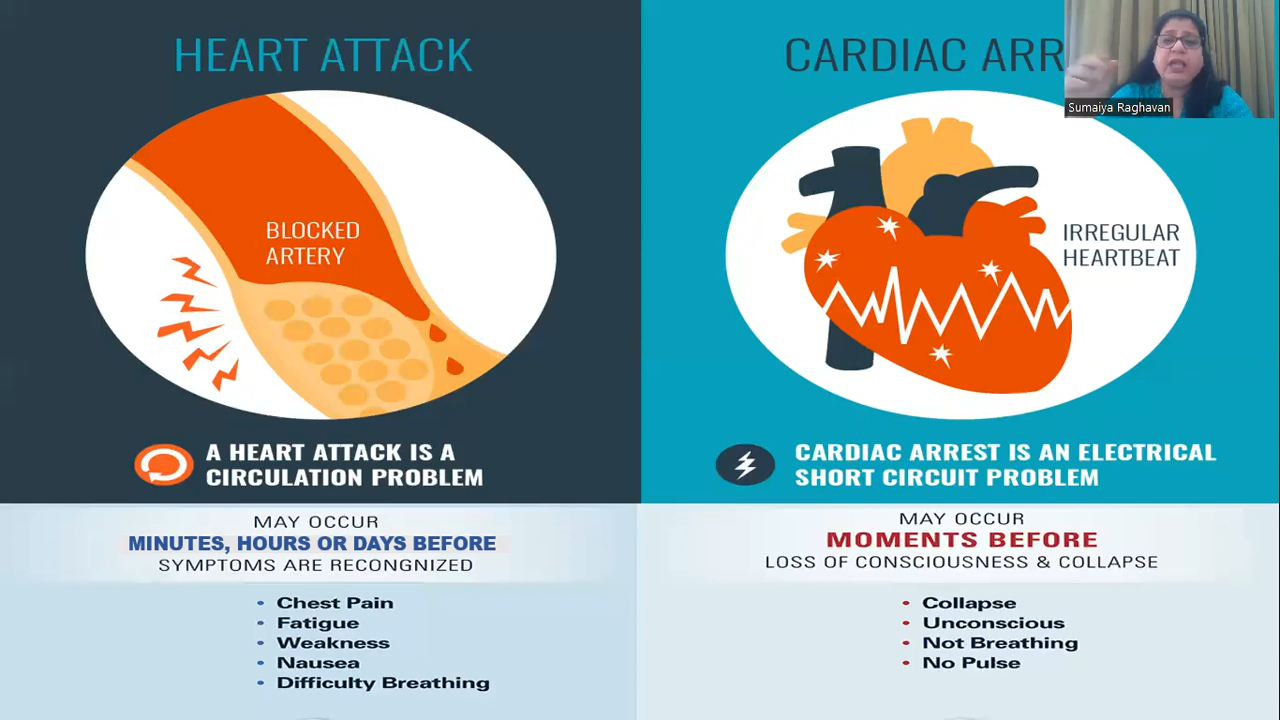 HEART ATTACK
BLOCKED
ARTERY
A HEART ATTACK IS A
CIRCULATION PROBLEM
MAY OCCUR
MINUTES, HOURS OR DAYS BEFORE
SYMPTOMS ARE RECONGNIZED
• Chest Pain
• Fatigue
• Weakness
• Nausea
• Difficulty Breathing
CARDIAC ARR
Sumaiya Raghavan
IRREGULAR
HEARTBEAT
CARDIAC ARREST IS AN ELECTRICAL
SHORT CIRCUIT PROBLEM
MAY OCCUR
MOMENTS BEFORE
LOSS OF CONSCIOUSNESS & COLLAPSE
• Collapse
• Unconscious
• Not Breathing
• No Pulse